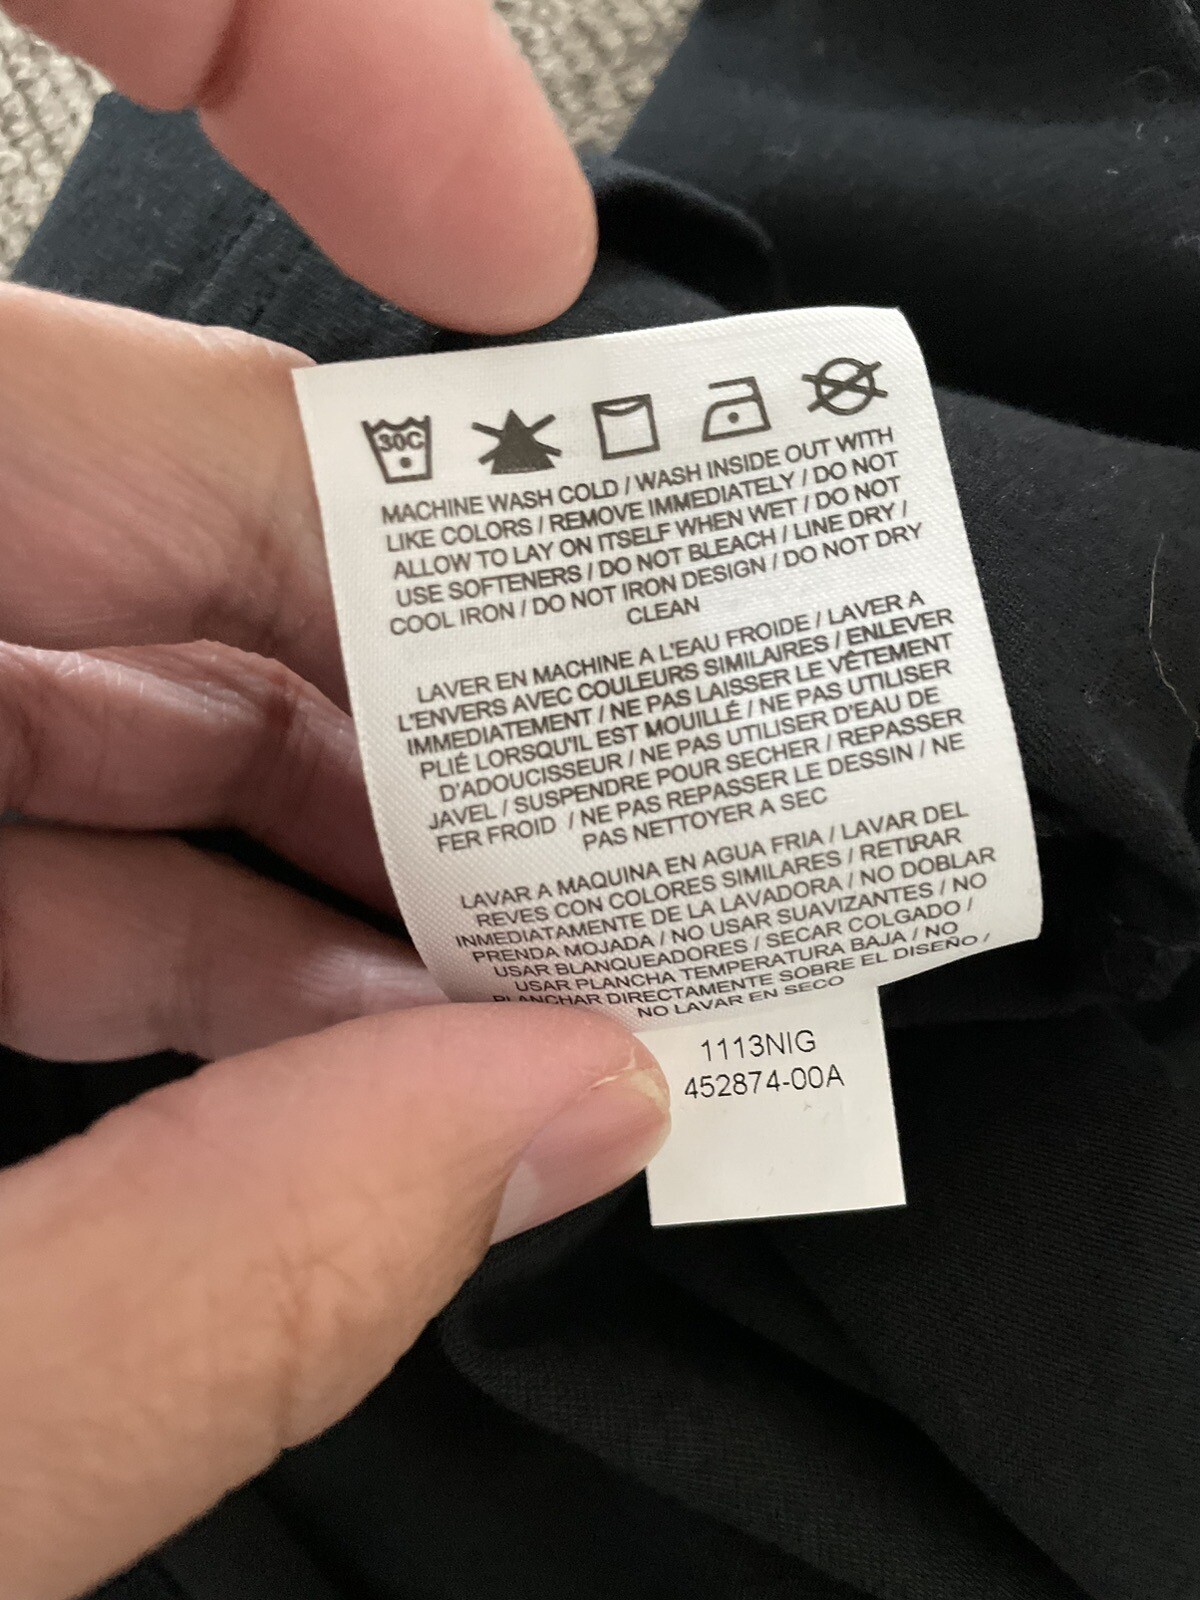 30C
MACHINE WASH COLD / WASH INSIDE OUT WITH
LIKE COLORS / REMOVE IMMEDIATELY / DO NOT
ALLOW TO LAY ON ITSELF WHEN WET / DO NOT
USE SOFTENERS / DO NOT BLEACH / LINE DRY /
COOL IRON / DO NOT IRON DESIGN / DO NOT DRY
CLEAN
LAVER EN MACHINE A L'EAU FROIDE / LAVER A
L'ENVERS AVEC COULEURS SIMILAIRES / ENLEVER
IMMEDIATEMENT / NE PAS LAISSER LE VÊTEMENT
PLIÉ LORSQU'IL EST MOUILLÉ / NE PAS UTILISER
D'ADOUCISSEUR / NE PAS UTILISER D'EAU DE
JAVEL / SUSPENDRE POUR SECHER / REPASSER
FER FROID / NE PAS REPASSER LE DESSIN / NE
PAS NETTOYER A SEC
LAVAR A MAQUINA EN AGUA FRIA / LAVAR DEL
REVES CON COLORES SIMILARES / RETIRAR
INMEDIATAMENTE DE LA LAVADORA / NO DOBLAR
PRENDA MOJADA / NO USAR SUAVIZANTES / NO
USAR BLANQUEADORES / SECAR COLGADO /
USAR PLANCHA TEMPERATURA BAJA / NO
PLANCHAR DIRECTAMENTE SOBRE EL DISEÑO /
NO LAVAR EN SECO
1113NIG
452874-00A